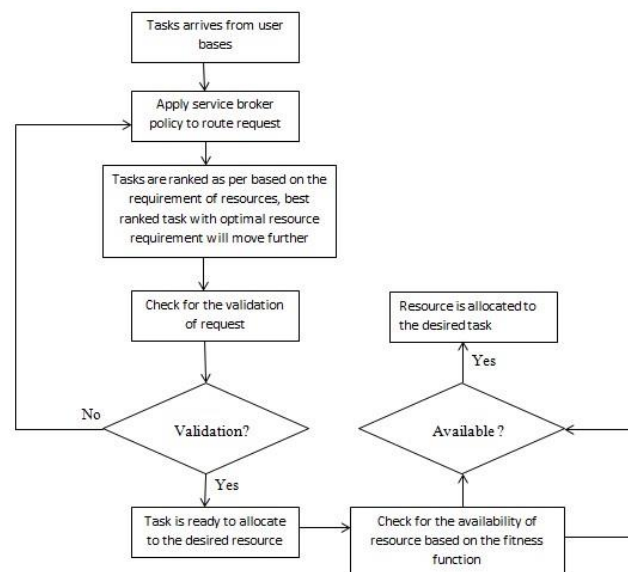 Tasks arrives from user
bases
Apply service broker
policy to route request
Tasks are ranked as per based on the
requirement of resources, best
ranked task with optimal resource
requirement will move further
Check for the validation
of request
Resource is allocated to
the desired task
Yes
No
Validation?
Available ?
Yes
Task is ready to allocate
to the desired resource
Check for the availability of
resource based on the fitness
function